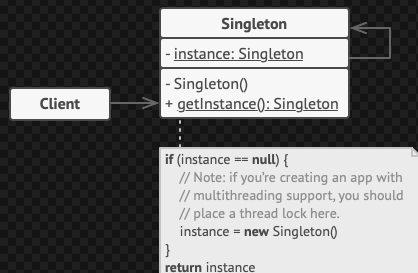 Singleton
- instance: Singleton
- Singleton()
+ getInstance(): Singleton
Client
if (instance == null) {
// Note: if you're creating an app with
// multithreading support, you should
// place a thread lock here.
instance = new Singleton()
}
return instance